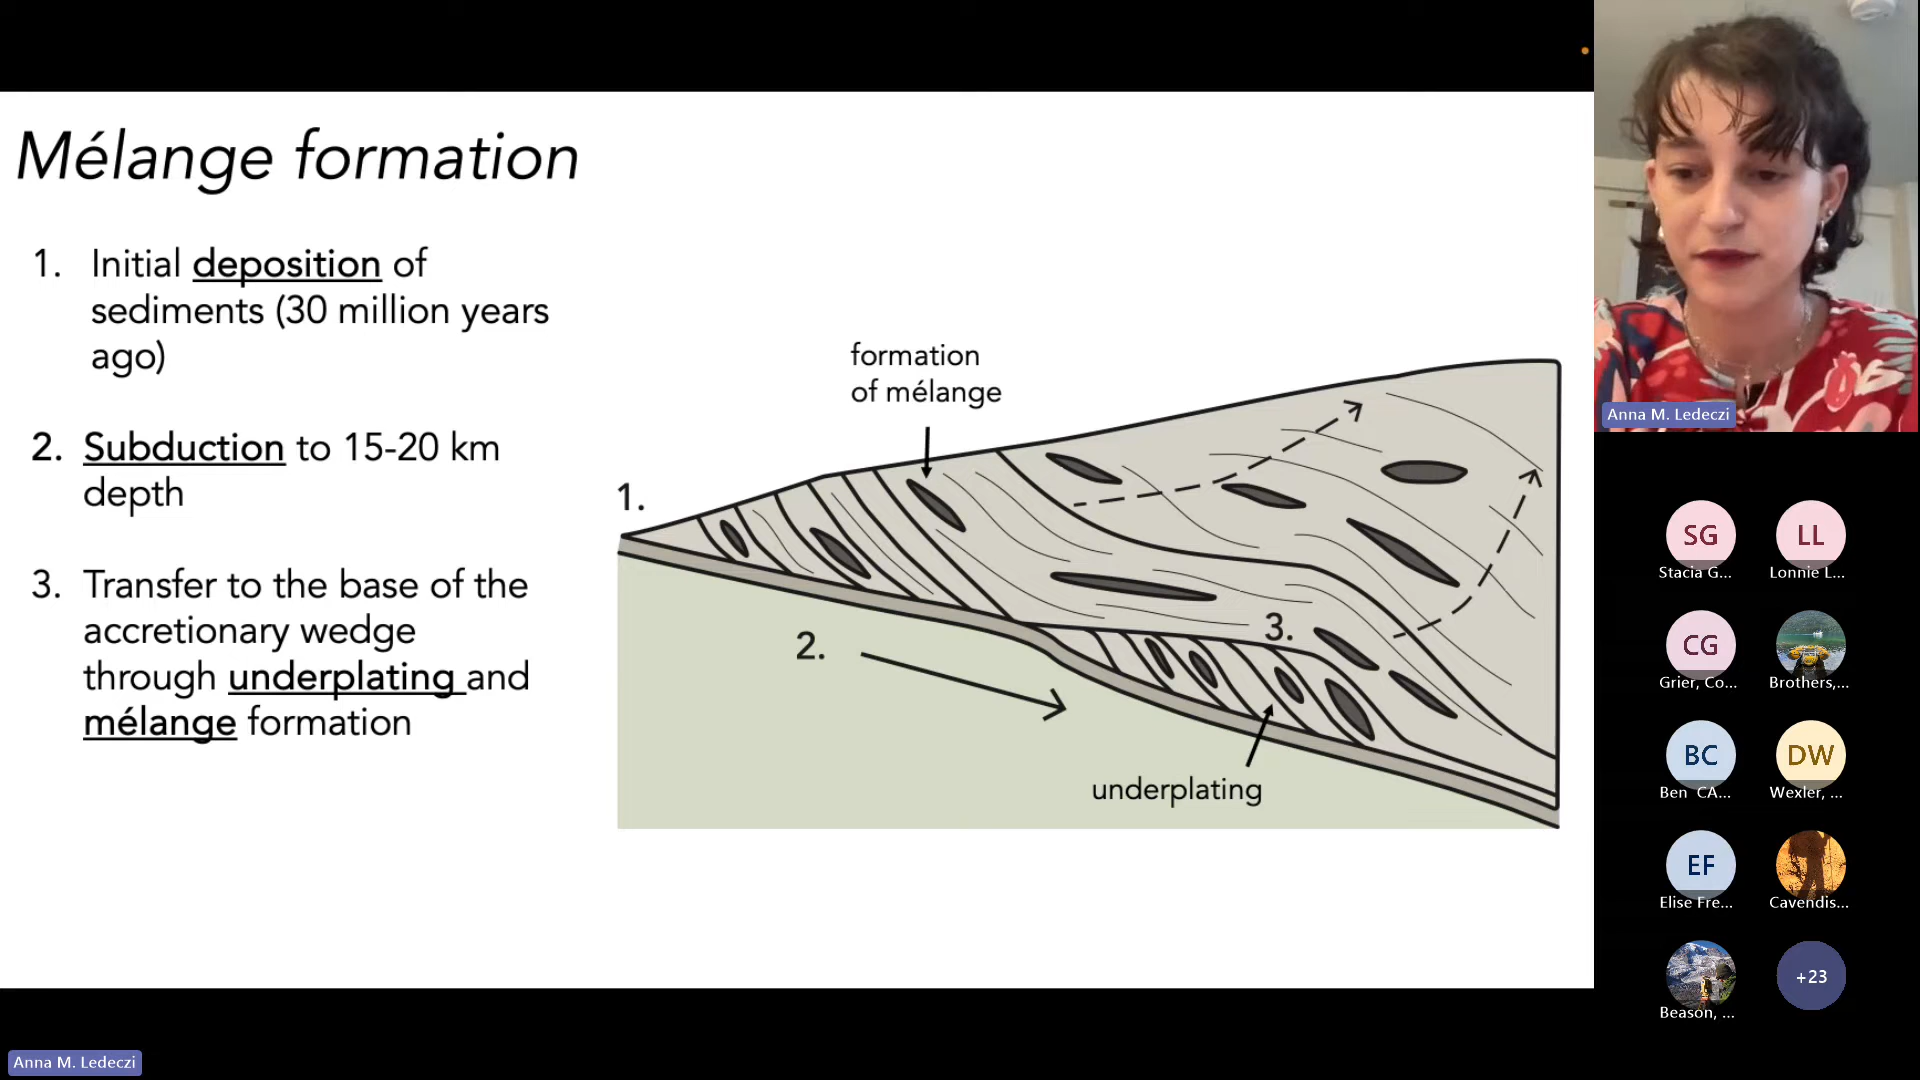 Mélange formation
1. Initial deposition of
sediments (30 million years
ago)
2. Subduction to 15-20 km
depth
3. Transfer to the base of the
accretionary wedge
through underplating and
mélange formation
formation
of mélange
1.
2.
3.
underplating
Anna M. Ledeczi
SG
Stacia G...
LL
Lonnie L...
CG
Grier, Co...
Brothers,...
BC
Ben CA...
DW
Wexler, ...
EF
Elise Fre...
Cavendis...
Beason, ...
+23
Anna M. Ledeczi